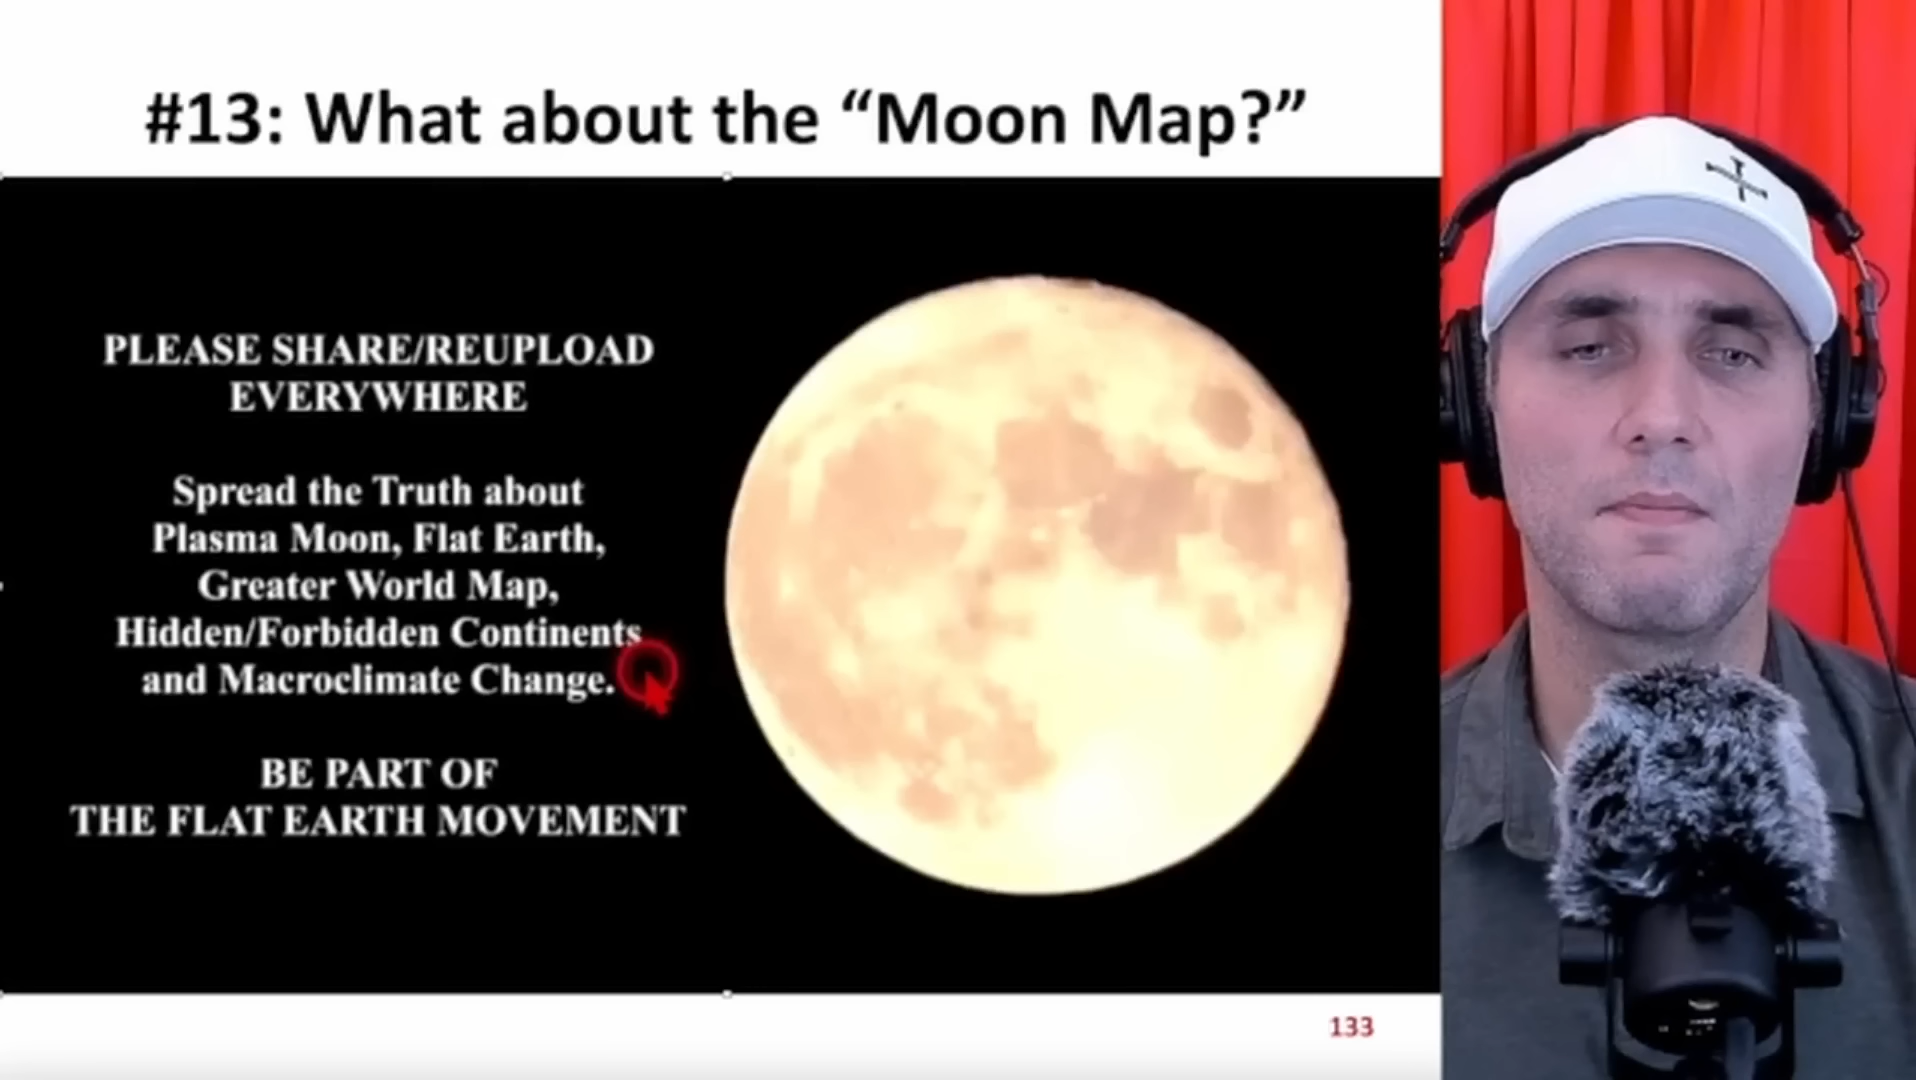 #13: What about the “Moon Map?”
PLEASE SHARE/REUPLOAD
EVERYWHERE
Spread the Truth about
Plasma Moon, Flat Earth,
Greater World Map,
Hidden/Forbidden Continents
and Macroclimate Change.
BE PART OF
THE FLAT EARTH MOVEMENT
133